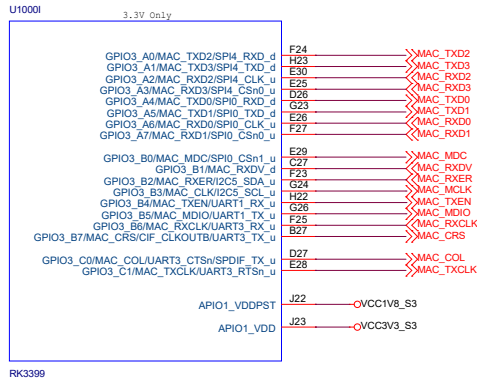 U1000I
3.3V Only
GPIO3_A0/MAC_TXD2/SPI4_RXD_d F24 MAC_TXD2
GPIO3_A1/MAC_TXD3/SPI4_TXD_d H23 MAC_TXD3
GPIO3_A2/MAC_RXD2/SPI4_CLK_u E30 MAC_RXD2
GPIO3_A3/MAC_RXD3/SPI4_CSn0_u E25 MAC_RXD3
GPIO3_A4/MAC_TXD0/SPI0_RXD_d D26 MAC_TXD0
GPIO3_A5/MAC_TXD1/SPI0_TXD_d G23 MAC_TXD1
GPIO3_A6/MAC_RXD0/SPI0_CLK_u E26 MAC_RXD0
GPIO3_A7/MAC_RXD1/SPI0_CSn0_u F27 MAC_RXD1
GPIO3_B0/MAC_MDC/SPI0_CSn1_u E29 MAC_MDC
GPIO3_B1/MAC_RXDV_d C27 MAC_RXDV
GPIO3_B2/MAC_RXER/I2C5_SDA_u F23 MAC_RXER
GPIO3_B3/MAC_CLK/I2C5_SCL_u G24 MAC_MCLK
GPIO3_B4/MAC_TXEN/UART1_RX_u H22 MAC_TXEN
GPIO3_B5/MAC_MDIO/UART1_TX_u G26 MAC_MDIO
GPIO3_B6/MAC_RXCLK/UART3_RX_u F25 MAC_RXCLK
GPIO3_B7/MAC_CRS/CIF_CLKOUTB/UART3_TX_u B27 MAC_CRS
GPIO3_C0/MAC_COL/UART3_CTSn/SPDIF_TX_u D27 MAC_COL
GPIO3_C1/MAC_TXCLK/UART3_RTSn_u E28 MAC_TXCLK
APIO1_VDDPST J22 VCC1V8_S3
APIO1_VDD J23 VCC3V3_S3
RK3399